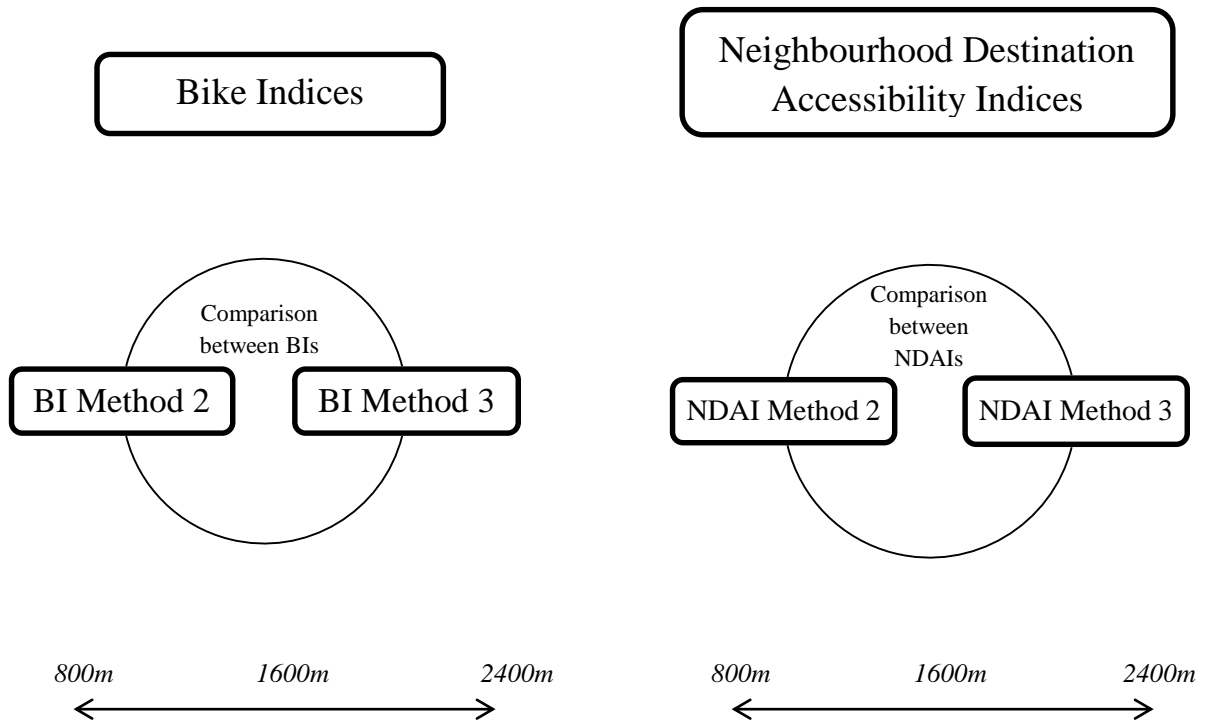 Bike Indices
Neighbourhood Destination
Accessibility Indices
Comparison
between BIs
BI Method 2
BI Method 3
Comparison
between
NDAIs
NDAI Method 2
NDAI Method 3
800m 1600m 2400m
800m 1600m 2400m